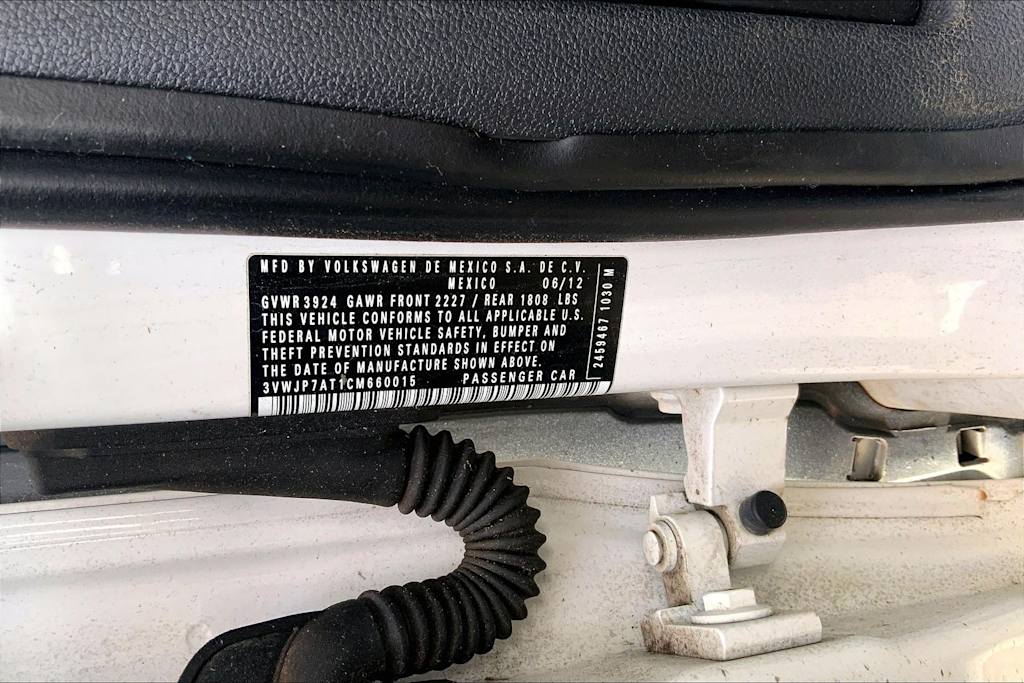 MFD BY VOLKSWAGEN DE MEXICO S.A. DE C.V.
MEXICO 06/12
GVWR 3924 GAWR FRONT 2227 / REAR 1808 LBS
THIS VEHICLE CONFORMS TO ALL APPLICABLE U.S.
FEDERAL MOTOR VEHICLE SAFETY, BUMPER AND
THEFT PREVENTION STANDARDS IN EFFECT ON
THE DATE OF MANUFACTURE SHOWN ABOVE.
3VWJP7AT1CM660015 PASSENGER CAR
2459467 1030 M